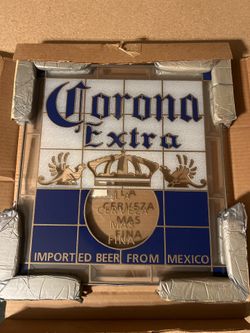 Corona
Extra
LA
CERVEZA
MAS
FINA
IMPORTED BEER FROM MEXICO